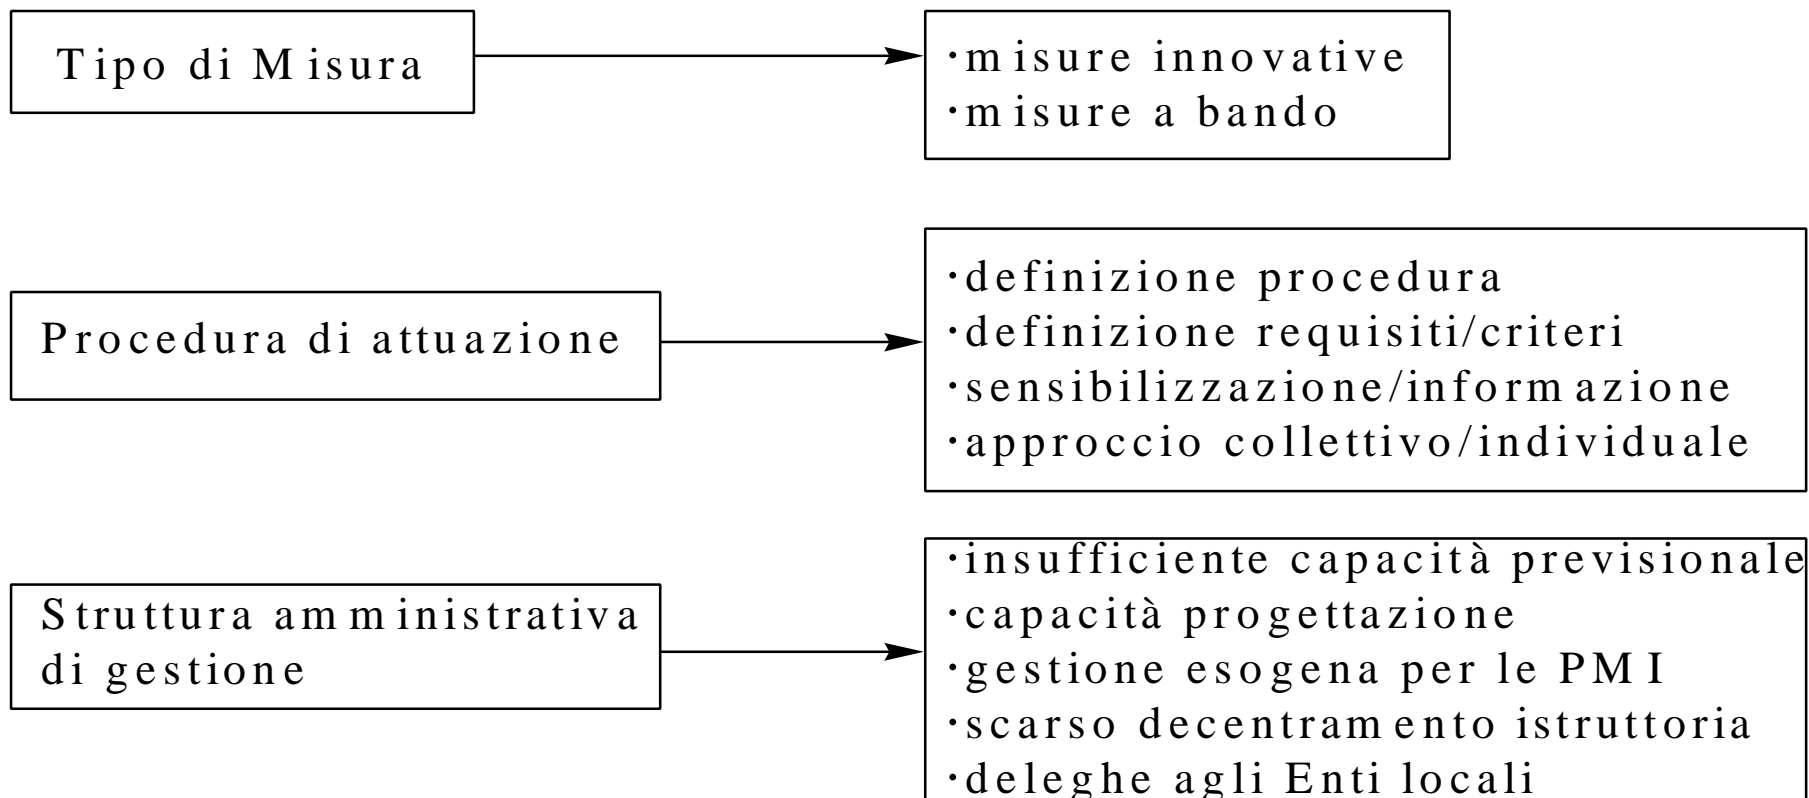 Tipo di Misura
·misure innovative
·misure a bando
Procedura di attuazione
·definizione procedura
·definizione requisiti/criteri
·sensibilizzazione/informazione
·approccio collettivo/individuale
Struttura amministrativa
di gestione
·insufficiente capacità previsionale
·capacità progettazione
·gestione esogena per le PMI
·scarso decentramento istruttoria
·deleghe agli Enti locali